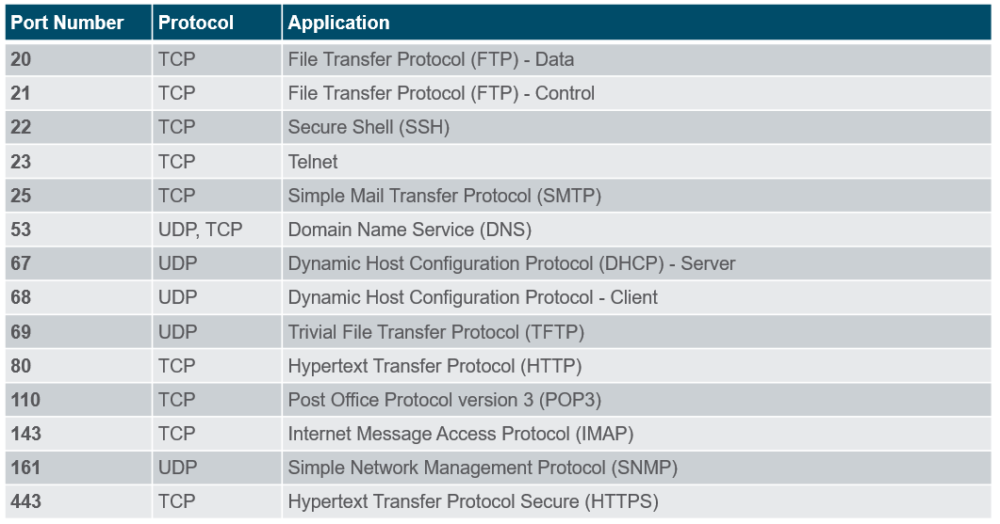 Port Number Protocol Application
20 TCP File Transfer Protocol (FTP) - Data
21 TCP File Transfer Protocol (FTP) - Control
22 TCP Secure Shell (SSH)
23 TCP Telnet
25 TCP Simple Mail Transfer Protocol (SMTP)
53 UDP, TCP Domain Name Service (DNS)
67 UDP Dynamic Host Configuration Protocol (DHCP) - Server
68 UDP Dynamic Host Configuration Protocol - Client
69 UDP Trivial File Transfer Protocol (TFTP)
80 TCP Hypertext Transfer Protocol (HTTP)
110 TCP Post Office Protocol version 3 (POP3)
143 TCP Internet Message Access Protocol (IMAP)
161 UDP Simple Network Management Protocol (SNMP)
443 TCP Hypertext Transfer Protocol Secure (HTTPS)